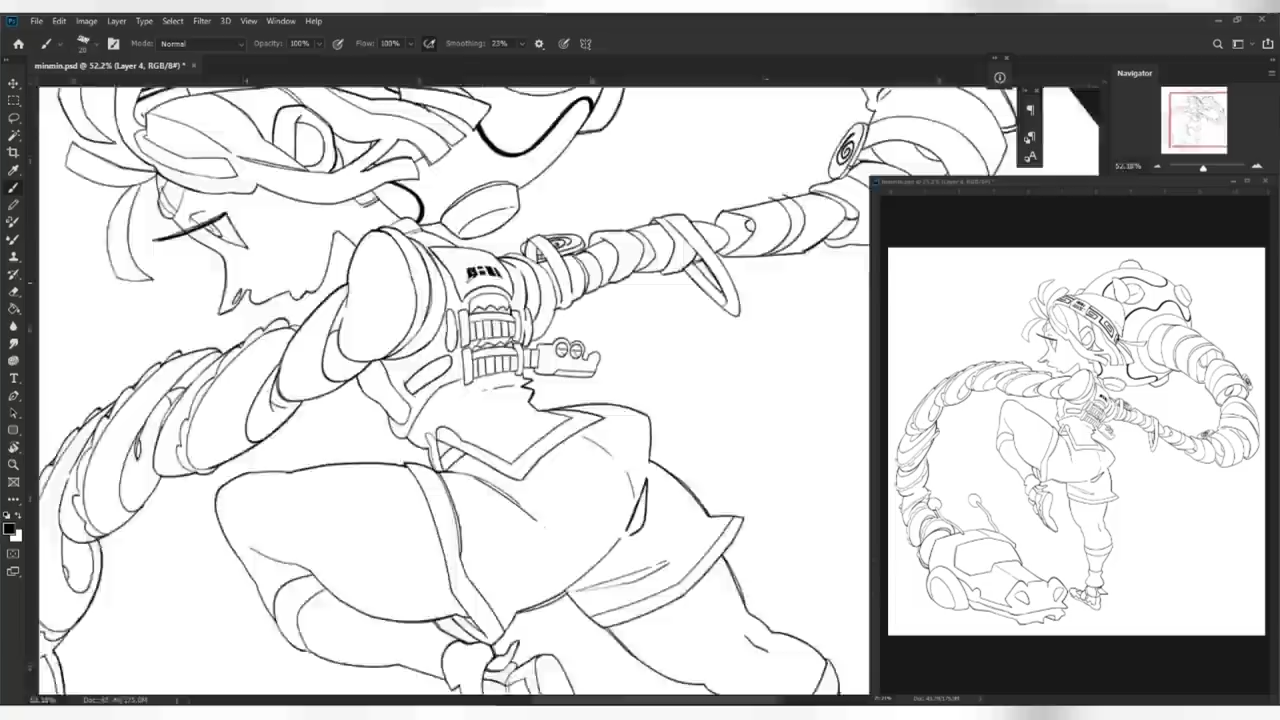 File Edit Image Layer Type Select Filter 3D View Window Help
Mode: Normal Opacity: 100% Flow: 100% Smoothing: 23%
20
minmin.psd @ 52.2% (Layer 4, RGB/8#) *
Navigator
52.18%